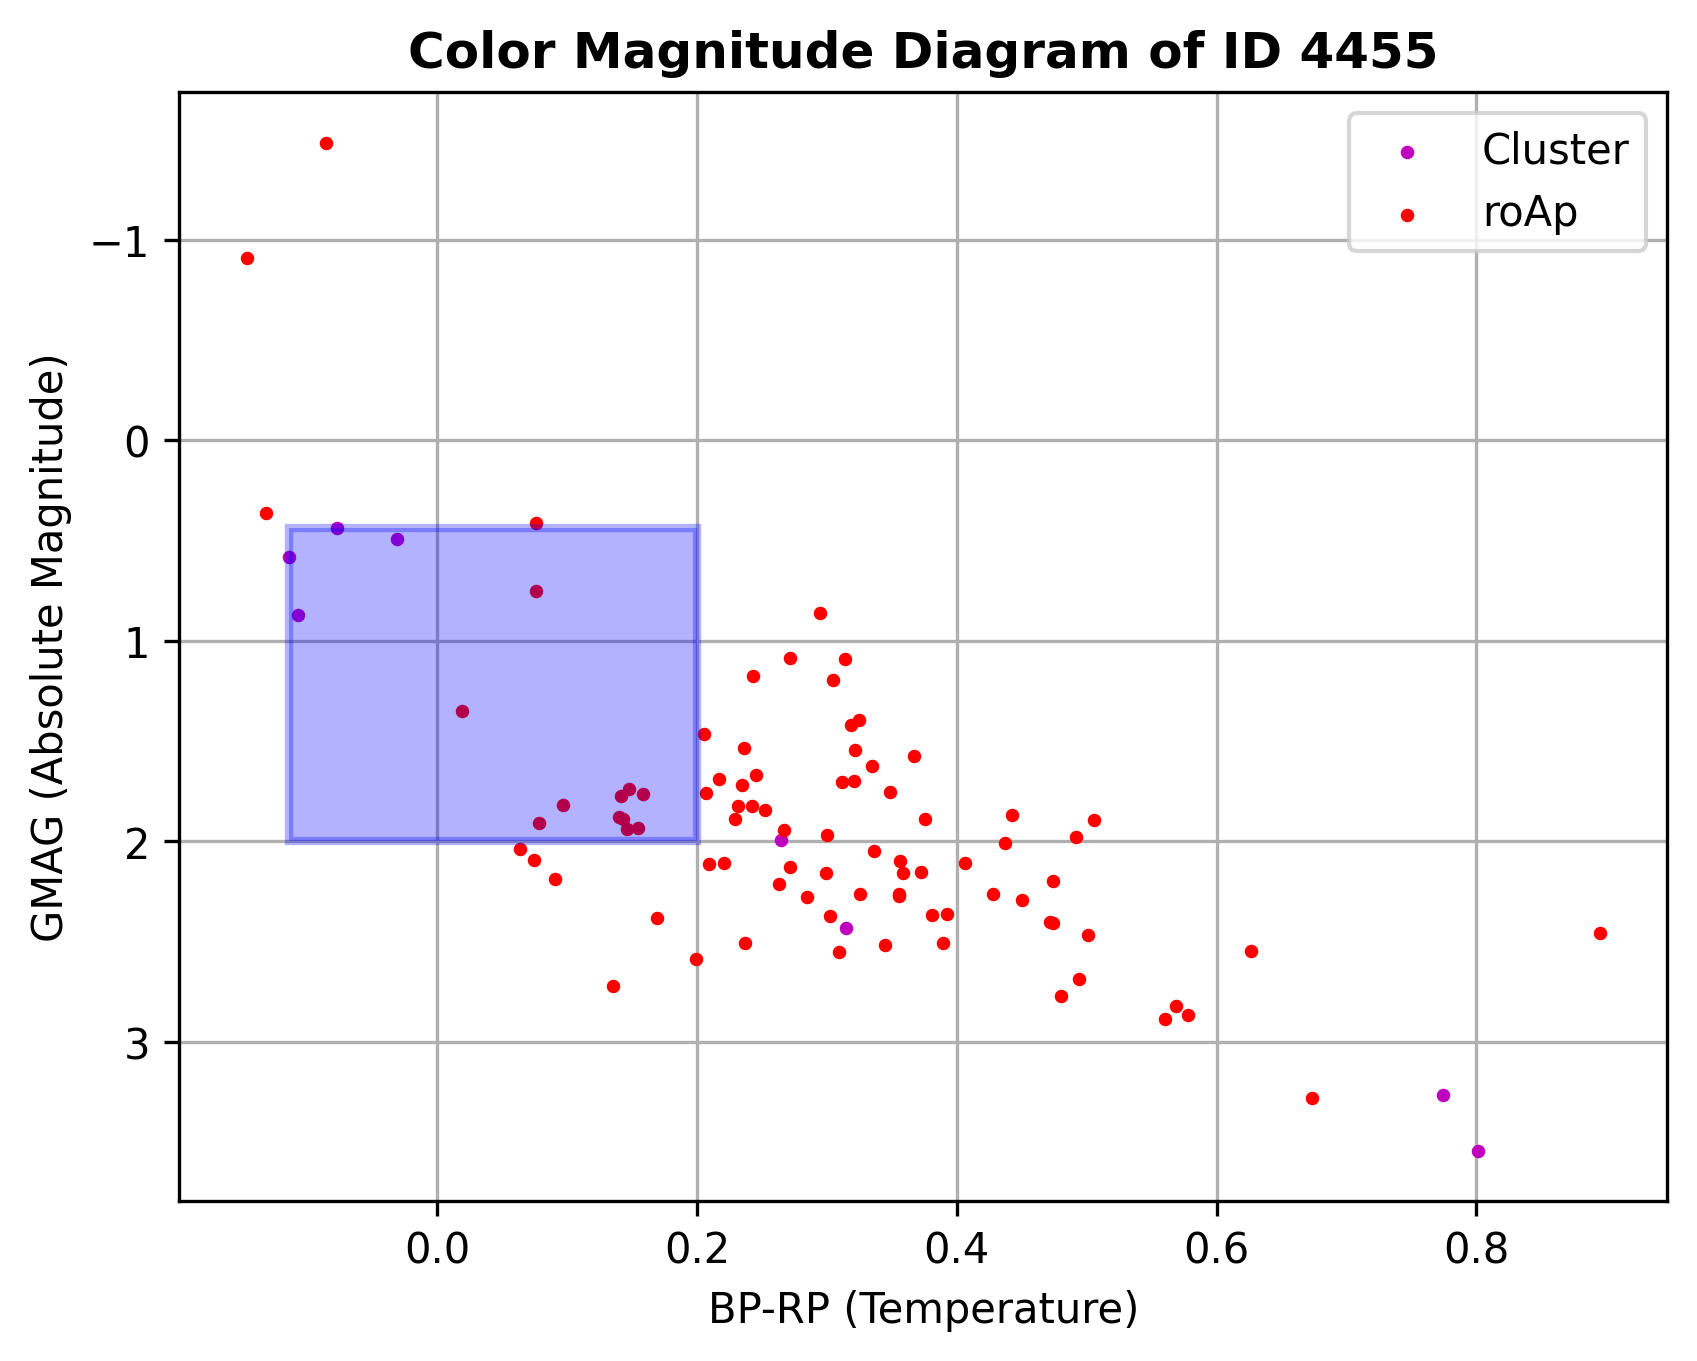 Color Magnitude Diagram of ID 4455
Cluster
roAp
GMAG (Absolute Magnitude)
−1
0
1
2
3
0.0 0.2 0.4 0.6 0.8
BP-RP (Temperature)